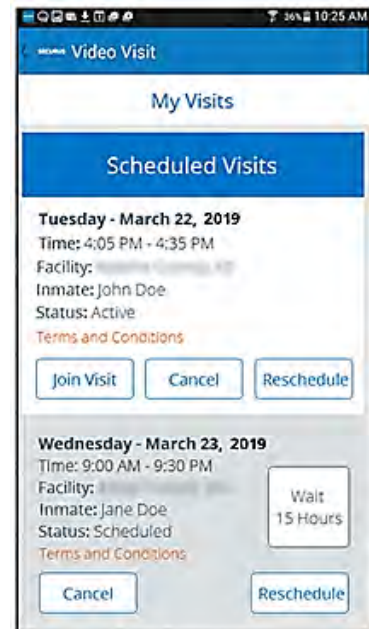 36% 10:25 AM
Video Visit
My Visits
Scheduled Visits
Tuesday - March 22, 2019
Time: 4:05 PM - 4:35 PM
Facility:
Inmate: John Doe
Status: Active
Terms and Conditions
Join Visit Cancel Reschedule
Wednesday - March 23, 2019
Time: 9:00 AM - 9:30 PM
Facility:
Inmate: Jane Doe
Status: Scheduled
Terms and Conditions
Wait
15 Hours
Cancel Reschedule